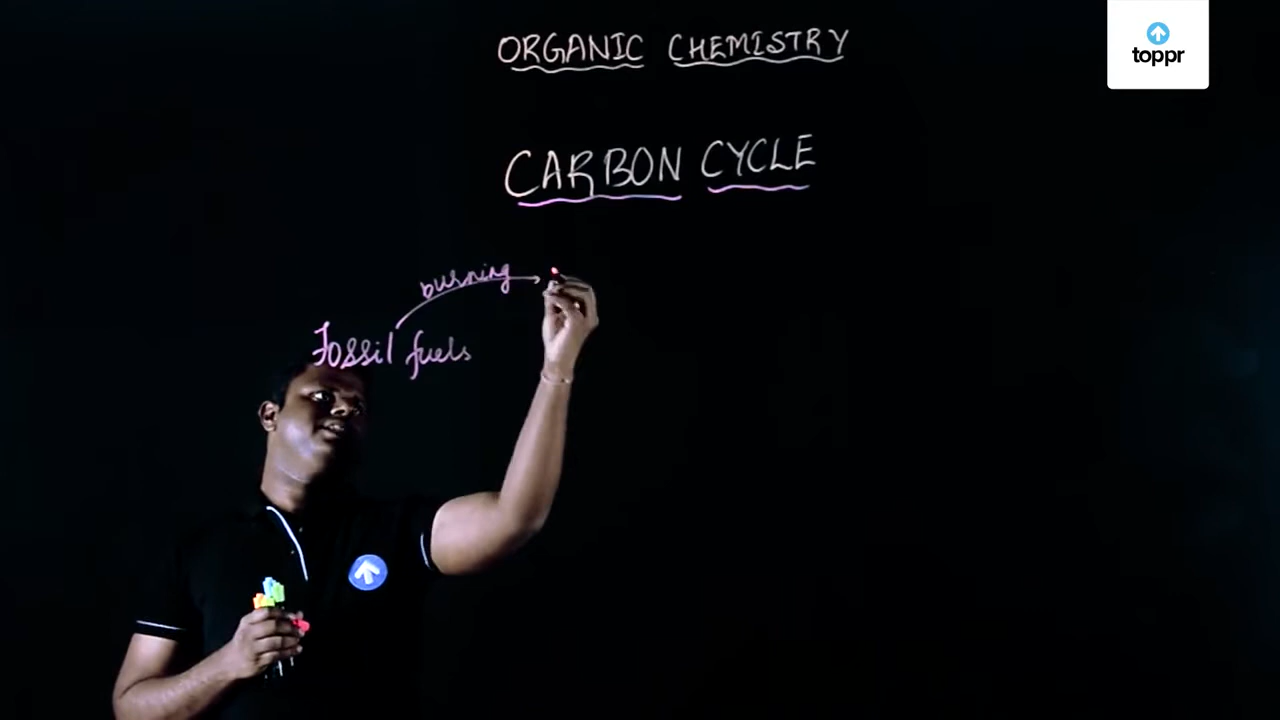 ORGANIC CHEMISTRY
toppr
CARBON CYCLE
burning
Fossil fuels